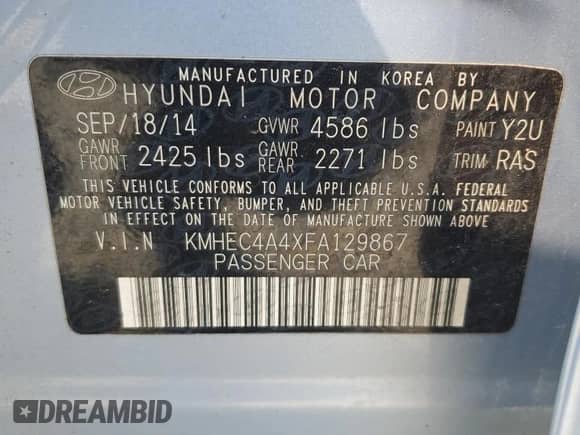 MANUFACTURED IN KOREA BY
HYUNDAI MOTOR COMPANY
SEP/18/14 GVWR 4586 lbs PAINT Y2U
GAWR FRONT 2425 lbs GAWR REAR 2271 lbs TRIM RAS
THIS VEHICLE CONFORMS TO ALL APPLICABLE U.S.A. FEDERAL
MOTOR VEHICLE SAFETY, BUMPER, AND THEFT PREVENTION STANDARDS
IN EFFECT ON THE DATE OF MANUFACTURE SHOWN ABOVE.
V.I.N KMHEC4A4XFA129867
PASSENGER CAR
DREAMBID